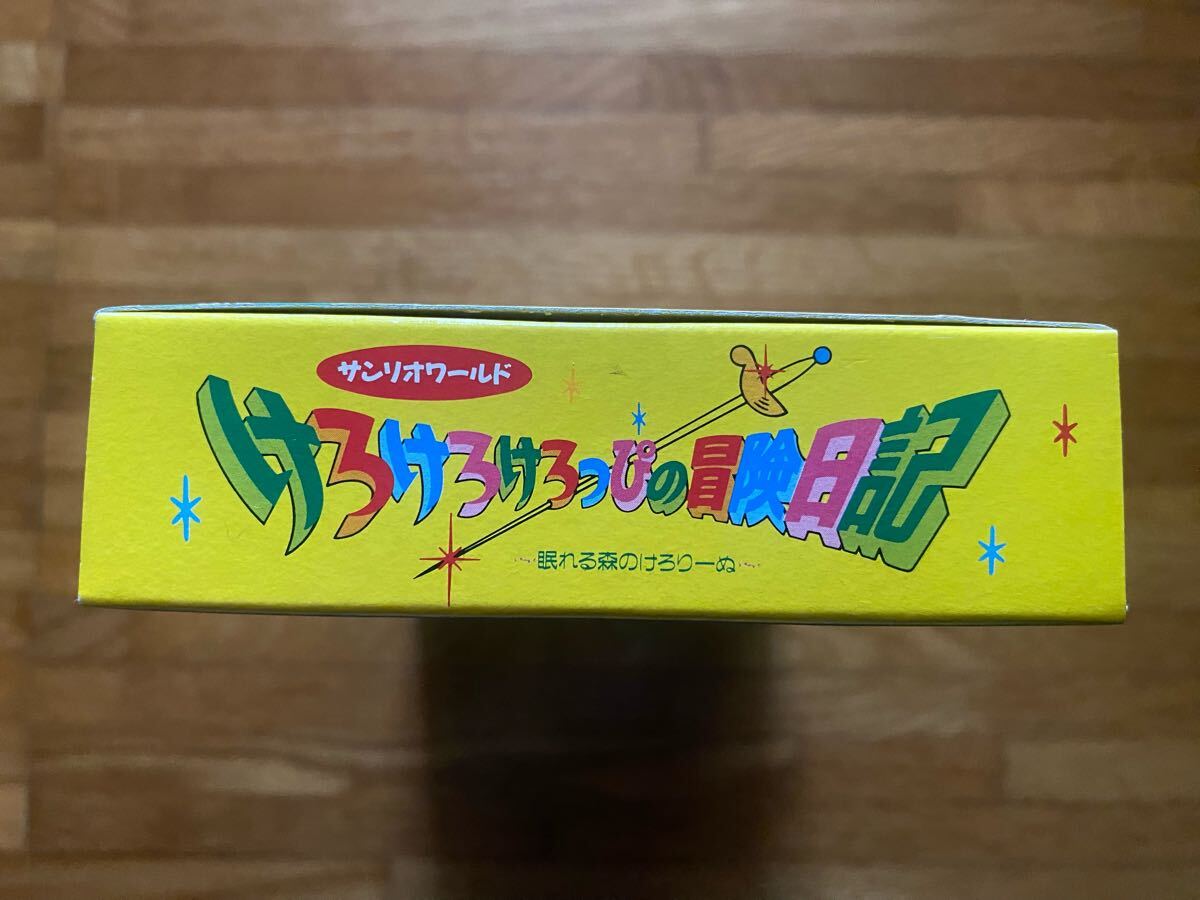 サンリオワールド
けろけろけろっぴの冒険日記
〜眠れる森のけろりーぬ〜